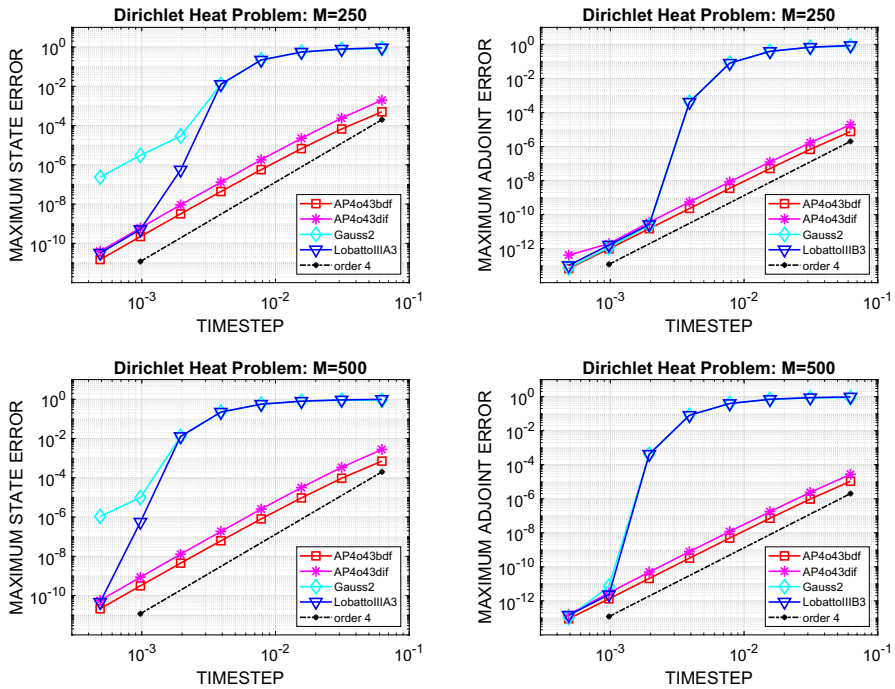 Dirichlet Heat Problem: M=250
MAXIMUM STATE ERROR
10^0
10^-2
10^-4
10^-6
10^-8
10^-10
AP4o43bdf
AP4o43dif
Gauss2
LobattoIIIA3
order 4
10^-3
10^-2
10^-1
TIMESTEP
Dirichlet Heat Problem: M=250
MAXIMUM ADJOINT ERROR
10^0
10^-2
10^-4
10^-6
10^-8
10^-10
10^-12
AP4o43bdf
AP4o43dif
Gauss2
LobattoIIIB3
order 4
10^-3
10^-2
10^-1
TIMESTEP
Dirichlet Heat Problem: M=500
MAXIMUM STATE ERROR
10^0
10^-2
10^-4
10^-6
10^-8
10^-10
AP4o43bdf
AP4o43dif
Gauss2
LobattoIIIA3
order 4
10^-3
10^-2
10^-1
TIMESTEP
Dirichlet Heat Problem: M=500
MAXIMUM ADJOINT ERROR
10^0
10^-2
10^-4
10^-6
10^-8
10^-10
10^-12
AP4o43bdf
AP4o43dif
Gauss2
LobattoIIIB3
order 4
10^-3
10^-2
10^-1
TIMESTEP